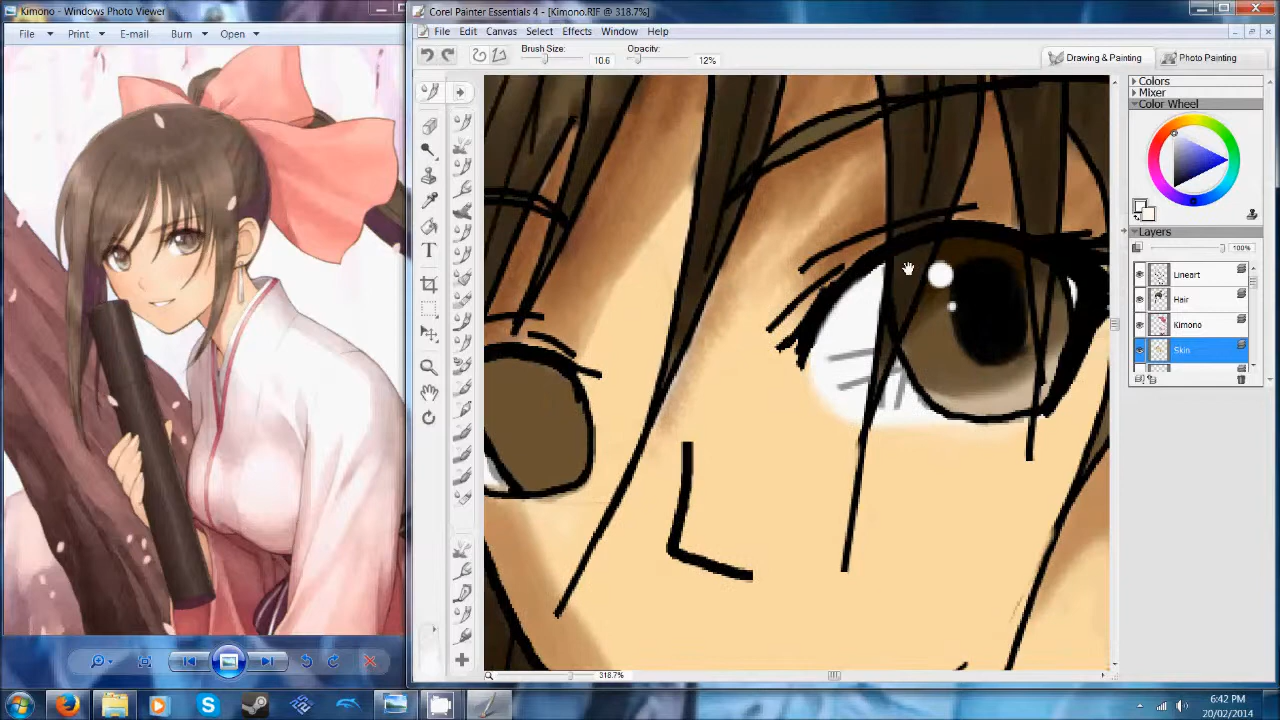 Kimono - Windows Photo Viewer
File Print E-mail Burn Open
Corel Painter Essentials 4 - [Kimono.RIF @ 318.7%]
File Edit Canvas Select Effects Window Help
Brush Size: Opacity:
10.6 12%
Drawing & Painting Photo Painting
Colors
Mixer
Color Wheel
Layers
100%
Lineart
Hair
Kimono
Skin
T
318.7%
6:42 PM
20/02/2014